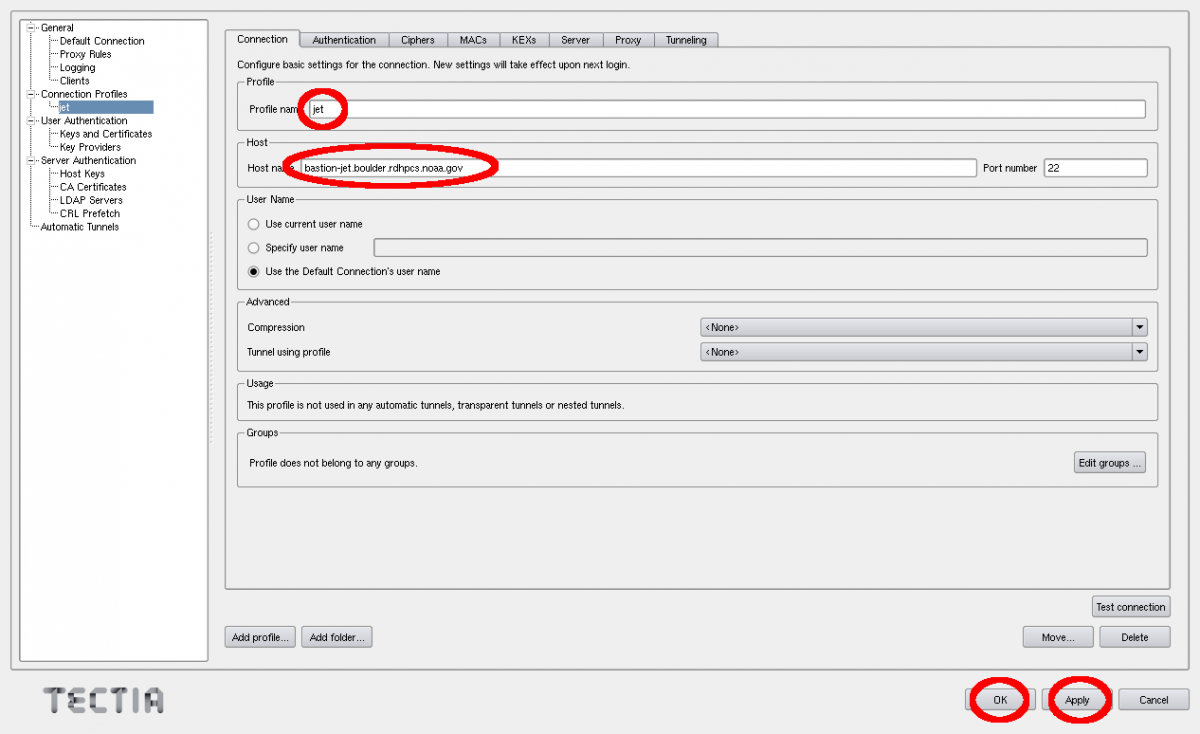 General
Default Connection
Proxy Rules
Logging
Clients
Connection Profiles
jet
User Authentication
Keys and Certificates
Key Providers
Server Authentication
Host Keys
CA Certificates
LDAP Servers
CRL Prefetch
Automatic Tunnels
Connection Authentication Ciphers MACs KEXs Server Proxy Tunneling
Configure basic settings for the connection. New settings will take effect upon next login.
Profile
Profile nam jet
Host
Host name bastion-jet.boulder.rdhpcs.noaa.gov Port number 22
User Name
Use current user name
Specify user name
Use the Default Connection's user name
Advanced
Compression <None>
Tunnel using profile <None>
Usage
This profile is not used in any automatic tunnels, transparent tunnels or nested tunnels.
Groups
Profile does not belong to any groups.
Edit groups ...
Test connection
Add profile... Add folder... Move... Delete
TECTIA
OK Apply Cancel